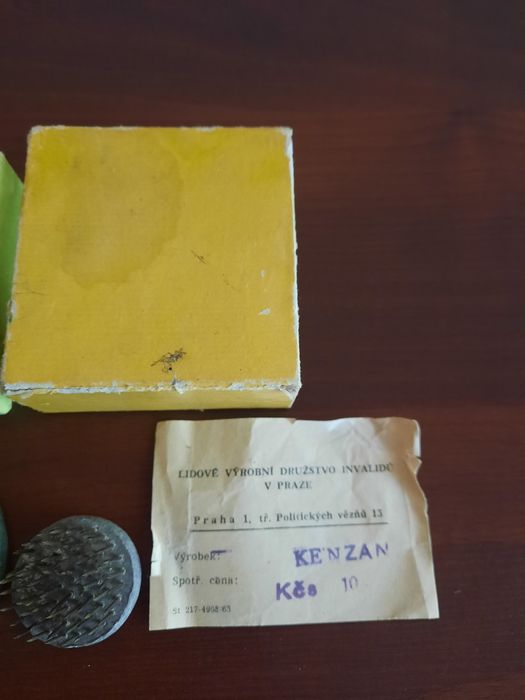 LIDOVÉ VÝROBNÍ DRUŽSTVO INVALIDŮ
V PRAZE
Praha 1, tř. Politických vězňů 13
Výrobek: KENZAN
Spotř. cena: Kčs 10
St 217-4968-63